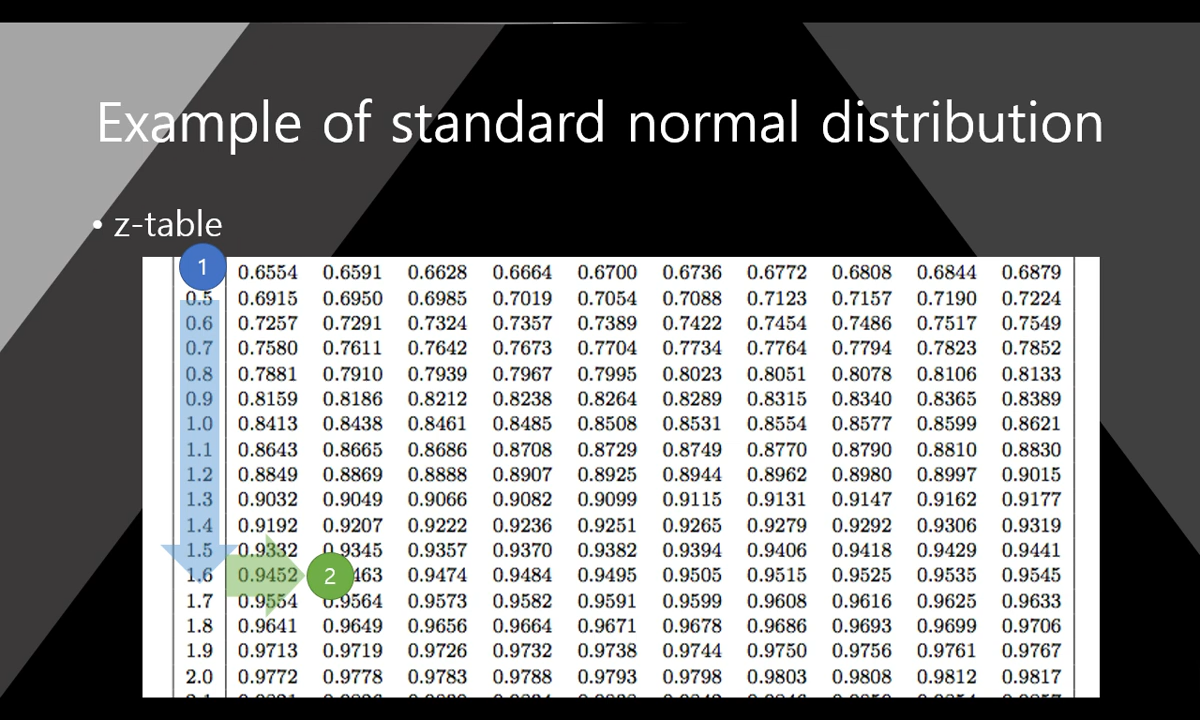 Example of standard normal distribution
• z-table
1 0.6554 0.6591 0.6628 0.6664 0.6700 0.6736 0.6772 0.6808 0.6844 0.6879
0.5 0.6915 0.6950 0.6985 0.7019 0.7054 0.7088 0.7123 0.7157 0.7190 0.7224
0.6 0.7257 0.7291 0.7324 0.7357 0.7389 0.7422 0.7454 0.7486 0.7517 0.7549
0.7 0.7580 0.7611 0.7642 0.7673 0.7704 0.7734 0.7764 0.7794 0.7823 0.7852
0.8 0.7881 0.7910 0.7939 0.7967 0.7995 0.8023 0.8051 0.8078 0.8106 0.8133
0.9 0.8159 0.8186 0.8212 0.8238 0.8264 0.8289 0.8315 0.8340 0.8365 0.8389
1.0 0.8413 0.8438 0.8461 0.8485 0.8508 0.8531 0.8554 0.8577 0.8599 0.8621
1.1 0.8643 0.8665 0.8686 0.8708 0.8729 0.8749 0.8770 0.8790 0.8810 0.8830
1.2 0.8849 0.8869 0.8888 0.8907 0.8925 0.8944 0.8962 0.8980 0.8997 0.9015
1.3 0.9032 0.9049 0.9066 0.9082 0.9099 0.9115 0.9131 0.9147 0.9162 0.9177
1.4 0.9192 0.9207 0.9222 0.9236 0.9251 0.9265 0.9279 0.9292 0.9306 0.9319
1.5 0.9332 0.9345 0.9357 0.9370 0.9382 0.9394 0.9406 0.9418 0.9429 0.9441
1.6 0.9452 2 463 0.9474 0.9484 0.9495 0.9505 0.9515 0.9525 0.9535 0.9545
1.7 0.9554 0.9564 0.9573 0.9582 0.9591 0.9599 0.9608 0.9616 0.9625 0.9633
1.8 0.9641 0.9649 0.9656 0.9664 0.9671 0.9678 0.9686 0.9693 0.9699 0.9706
1.9 0.9713 0.9719 0.9726 0.9732 0.9738 0.9744 0.9750 0.9756 0.9761 0.9767
2.0 0.9772 0.9778 0.9783 0.9788 0.9793 0.9798 0.9803 0.9808 0.9812 0.9817